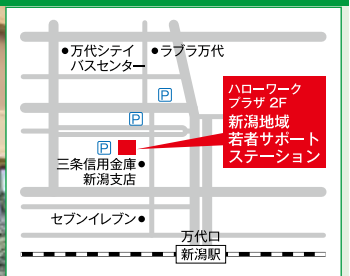 万代シテイ
バスセンター
ラブラ万代
P
P
P
ハローワーク
プラザ 2F
新潟地域
若者サポート
ステーション
三条信用金庫
新潟支店
セブンイレブン
万代口
新潟駅